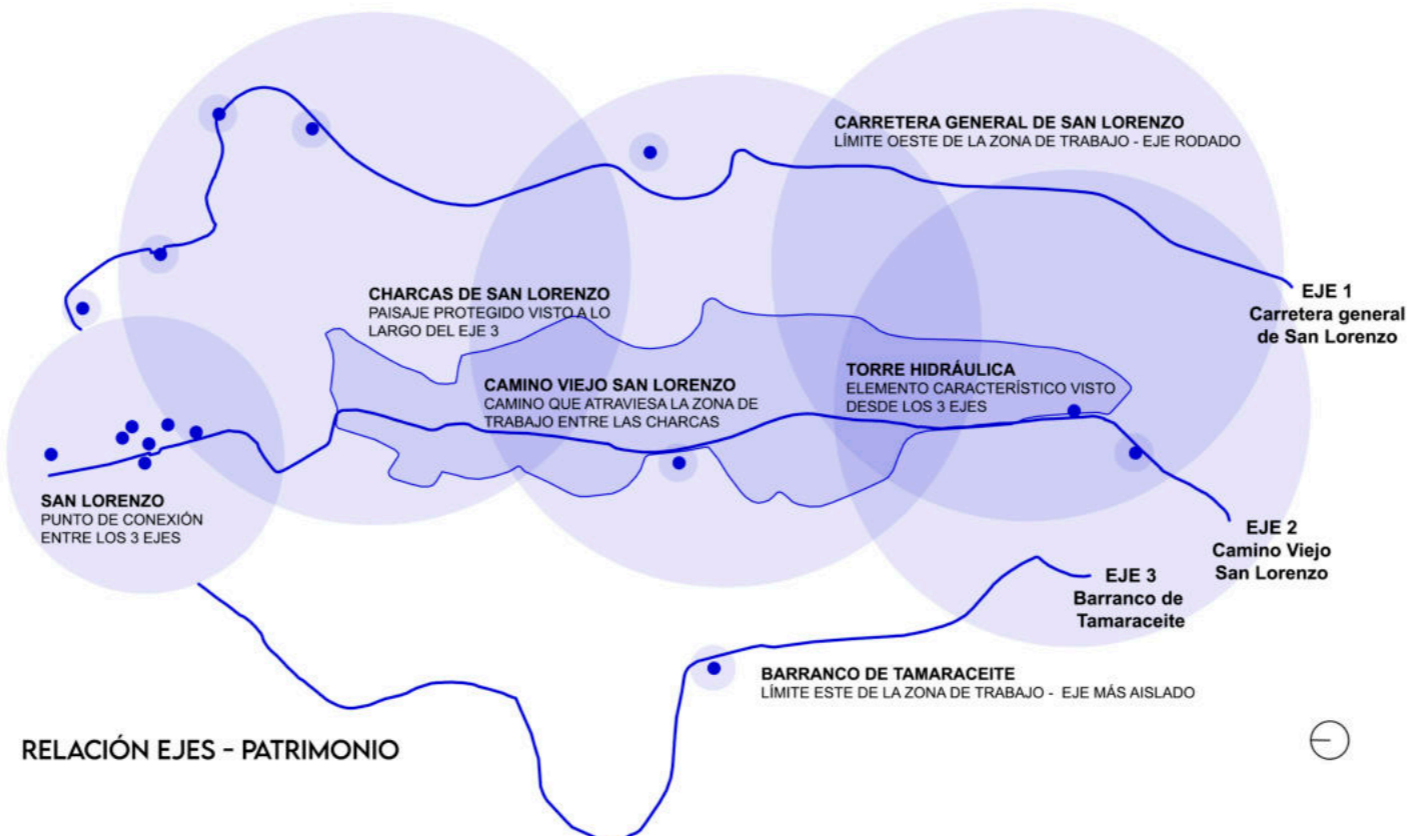 CARRETERA GENERAL DE SAN LORENZO
LÍMITE OESTE DE LA ZONA DE TRABAJO - EJE RODADO
CHARCAS DE SAN LORENZO
PAISAJE PROTEGIDO VISTO A LO
LARGO DEL EJE 3
EJE 1
Carretera general
de San Lorenzo
CAMINO VIEJO SAN LORENZO
CAMINO QUE ATRAVIESA LA ZONA DE
TRABAJO ENTRE LAS CHARCAS
TORRE HIDRÁULICA
ELEMENTO CARACTERÍSTICO VISTO
DESDE LOS 3 EJES
SAN LORENZO
PUNTO DE CONEXIÓN
ENTRE LOS 3 EJES
EJE 2
Camino Viejo
San Lorenzo
EJE 3
Barranco de
Tamaraceite
BARRANCO DE TAMARACEITE
LÍMITE ESTE DE LA ZONA DE TRABAJO - EJE MÁS AISLADO
RELACIÓN EJES - PATRIMONIO